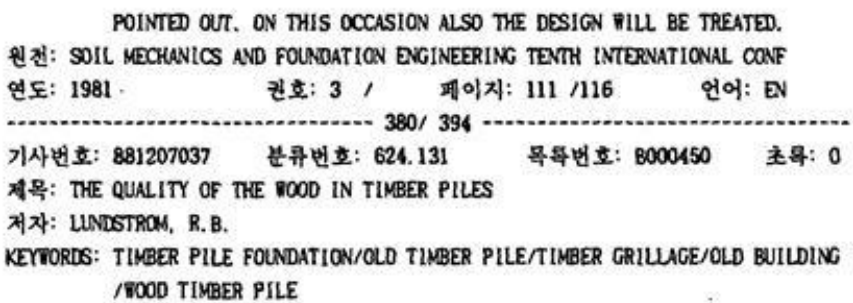 POINTED OUT. ON THIS OCCASION ALSO THE DESIGN WILL BE TREATED.
원전: SOIL MECHANICS AND FOUNDATION ENGINEERING TENTH INTERNATIONAL CONF
연도: 1981 권호: 3 / 페이지: 111 /116 언어: EN
---------------------------------- 380/ 394 ----------------------------------
기사번호: 881207037 분류번호: 624.131 목록번호: B000450 초록: 0
제목: THE QUALITY OF THE WOOD IN TIMBER PILES
저자: LUNDSTROM, R.B.
KEYWORDS: TIMBER PILE FOUNDATION/OLD TIMBER PILE/TIMBER GRILLAGE/OLD BUILDING
/WOOD TIMBER PILE